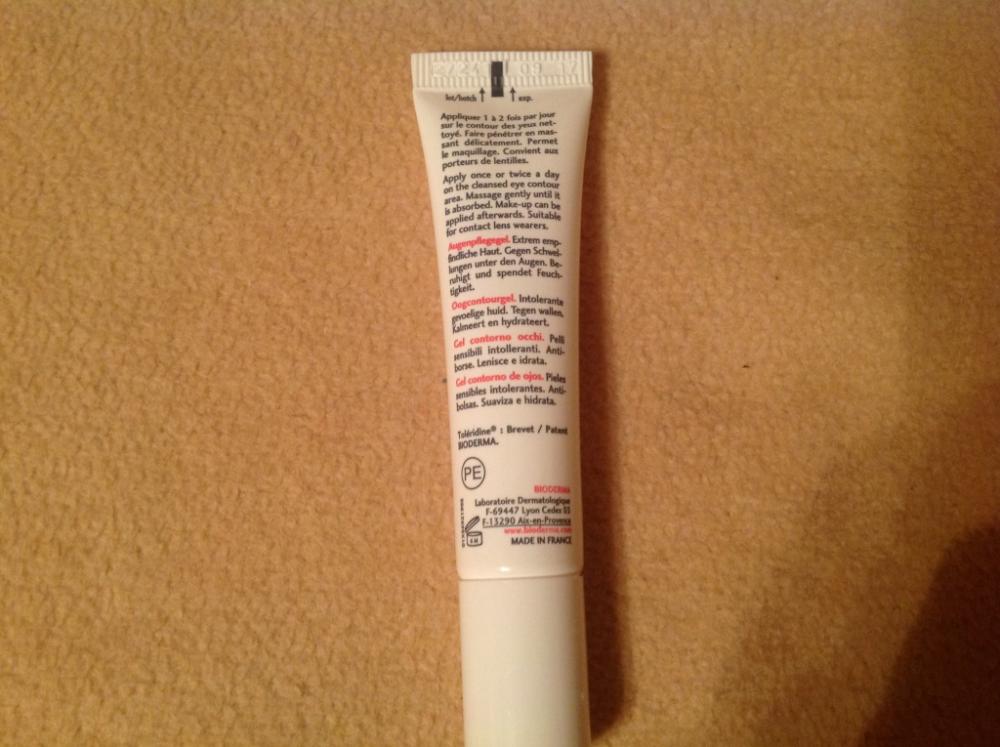 09 17
lot/batch exp.
Appliquer 1 à 2 fois par jour
sur le contour des yeux net-
toyé. Faire pénétrer en mas-
sant délicatement. Permet
le maquillage. Convient aux
porteurs de lentilles.
Apply once or twice a day
on the cleansed eye contour
area. Massage gently until it
is absorbed. Make-up can be
applied afterwards. Suitable
for contact lens wearers.
Augenpflegegel. Extrem emp-
findliche Haut. Gegen Schwel-
lungen unter den Augen. Be-
ruhigt und spendet Feuch-
tigkeit.
Oogcontourgel. Intolerante
gevoelige huid. Tegen wallen.
Kalmeert en hydrateert.
Gel contorno occhi. Pelli
sensibili intolleranti. Anti-
borse. Lenisce e idrata.
Gel contorno de ojos. Pieles
sensibles intolerantes. Anti-
bolsas. Suaviza e hidrata.
Toléridine® : Brevet / Patent
BIODERMA.
PE
BIODERMA
Laboratoire Dermatologique
F-69447 Lyon Cedex 03
F-13290 Aix-en-Provence
www.bioderma.com
MADE IN FRANCE